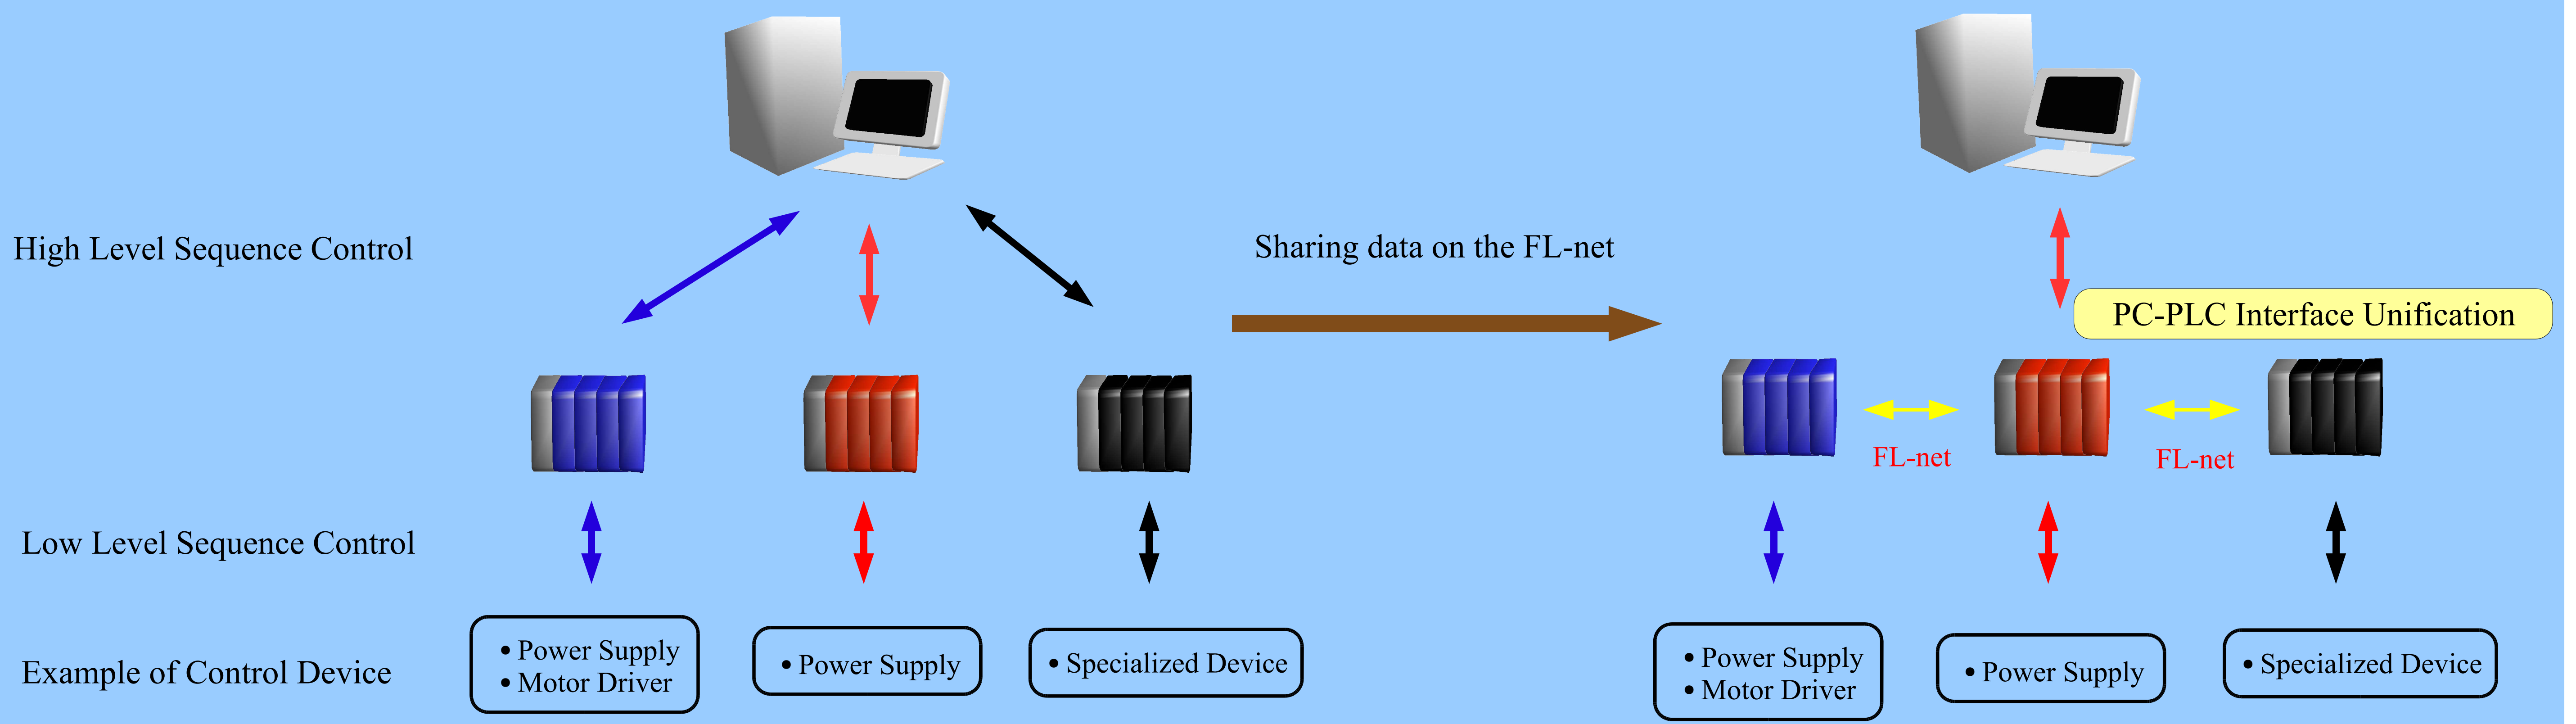 High Level Sequence Control
Sharing data on the FL-net
PC-PLC Interface Unification
FL-net
FL-net
Low Level Sequence Control
Example of Control Device
• Power Supply
• Motor Driver
• Power Supply
• Specialized Device
• Power Supply
• Motor Driver
• Power Supply
• Specialized Device